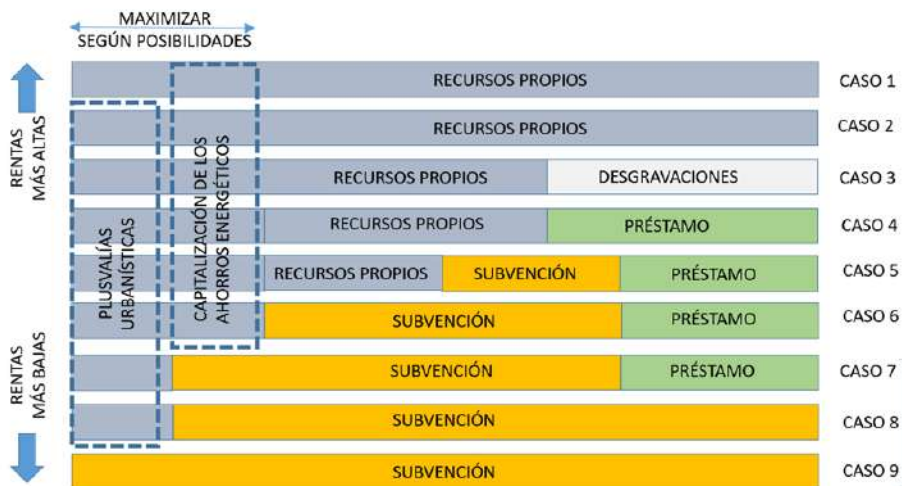 MAXIMIZAR
SEGÚN POSIBILIDADES
RENTAS
MÁS ALTAS
RENTAS
MÁS BAJAS
PLUSVALÍAS
URBANÍSTICAS
CAPITALIZACIÓN DE LOS
AHORROS ENERGÉTICOS
RECURSOS PROPIOS CASO 1
RECURSOS PROPIOS CASO 2
RECURSOS PROPIOS DESGRAVACIONES CASO 3
RECURSOS PROPIOS PRÉSTAMO CASO 4
RECURSOS PROPIOS SUBVENCIÓN PRÉSTAMO CASO 5
SUBVENCIÓN PRÉSTAMO CASO 6
SUBVENCIÓN PRÉSTAMO CASO 7
SUBVENCIÓN CASO 8
SUBVENCIÓN CASO 9